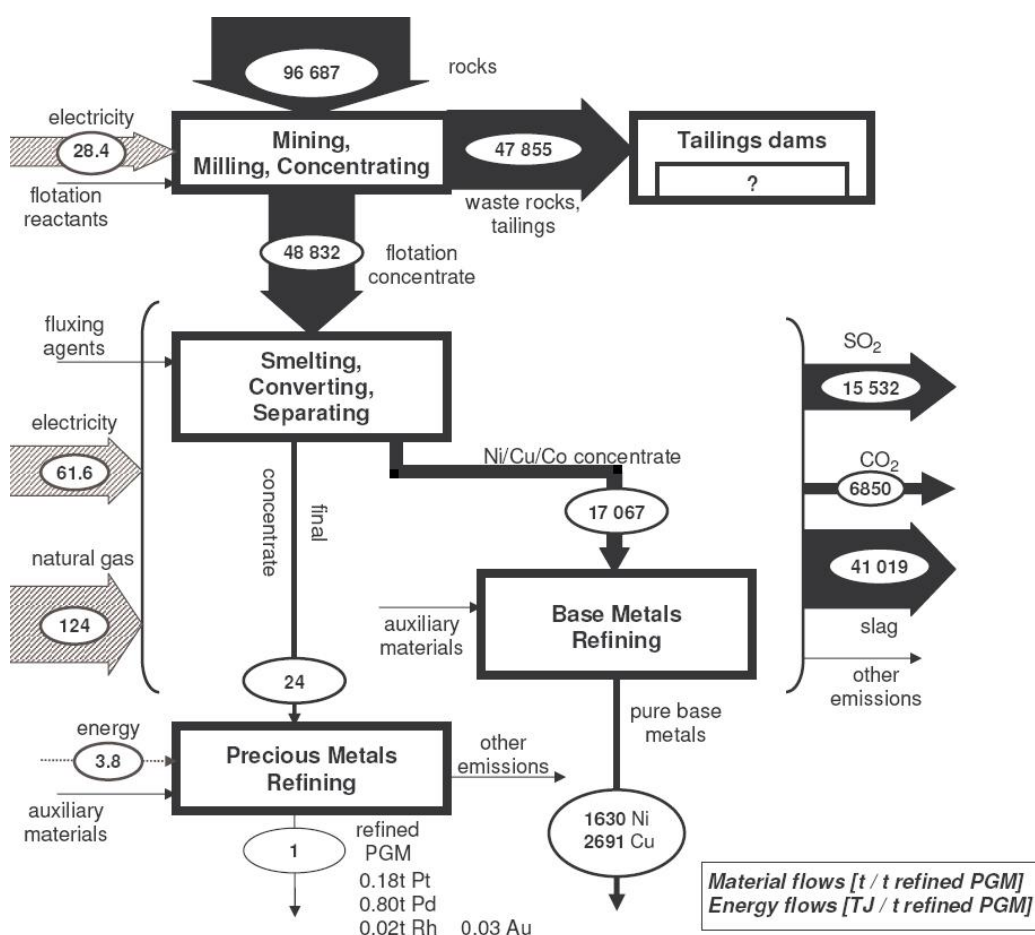 96 687
rocks
electricity
28.4
flotation
reactants
Mining,
Milling, Concentrating
47 855
waste rocks,
tailings
Tailings dams
?
48 832
flotation
concentrate
fluxing
agents
Smelting,
Converting,
Separating
SO2
15 532
electricity
61.6
Ni/Cu/Co concentrate
CO2
6850
final
concentrate
17 067
natural gas
124
41 019
slag
auxiliary
materials
Base Metals
Refining
other
emissions
24
pure base
metals
energy
3.8
Precious Metals
Refining
other
emissions
auxiliary
materials
1
refined
PGM
0.18t Pt
0.80t Pd
0.02t Rh 0.03 Au
1630 Ni
2691 Cu
Material flows [t / t refined PGM]
Energy flows [TJ / t refined PGM]